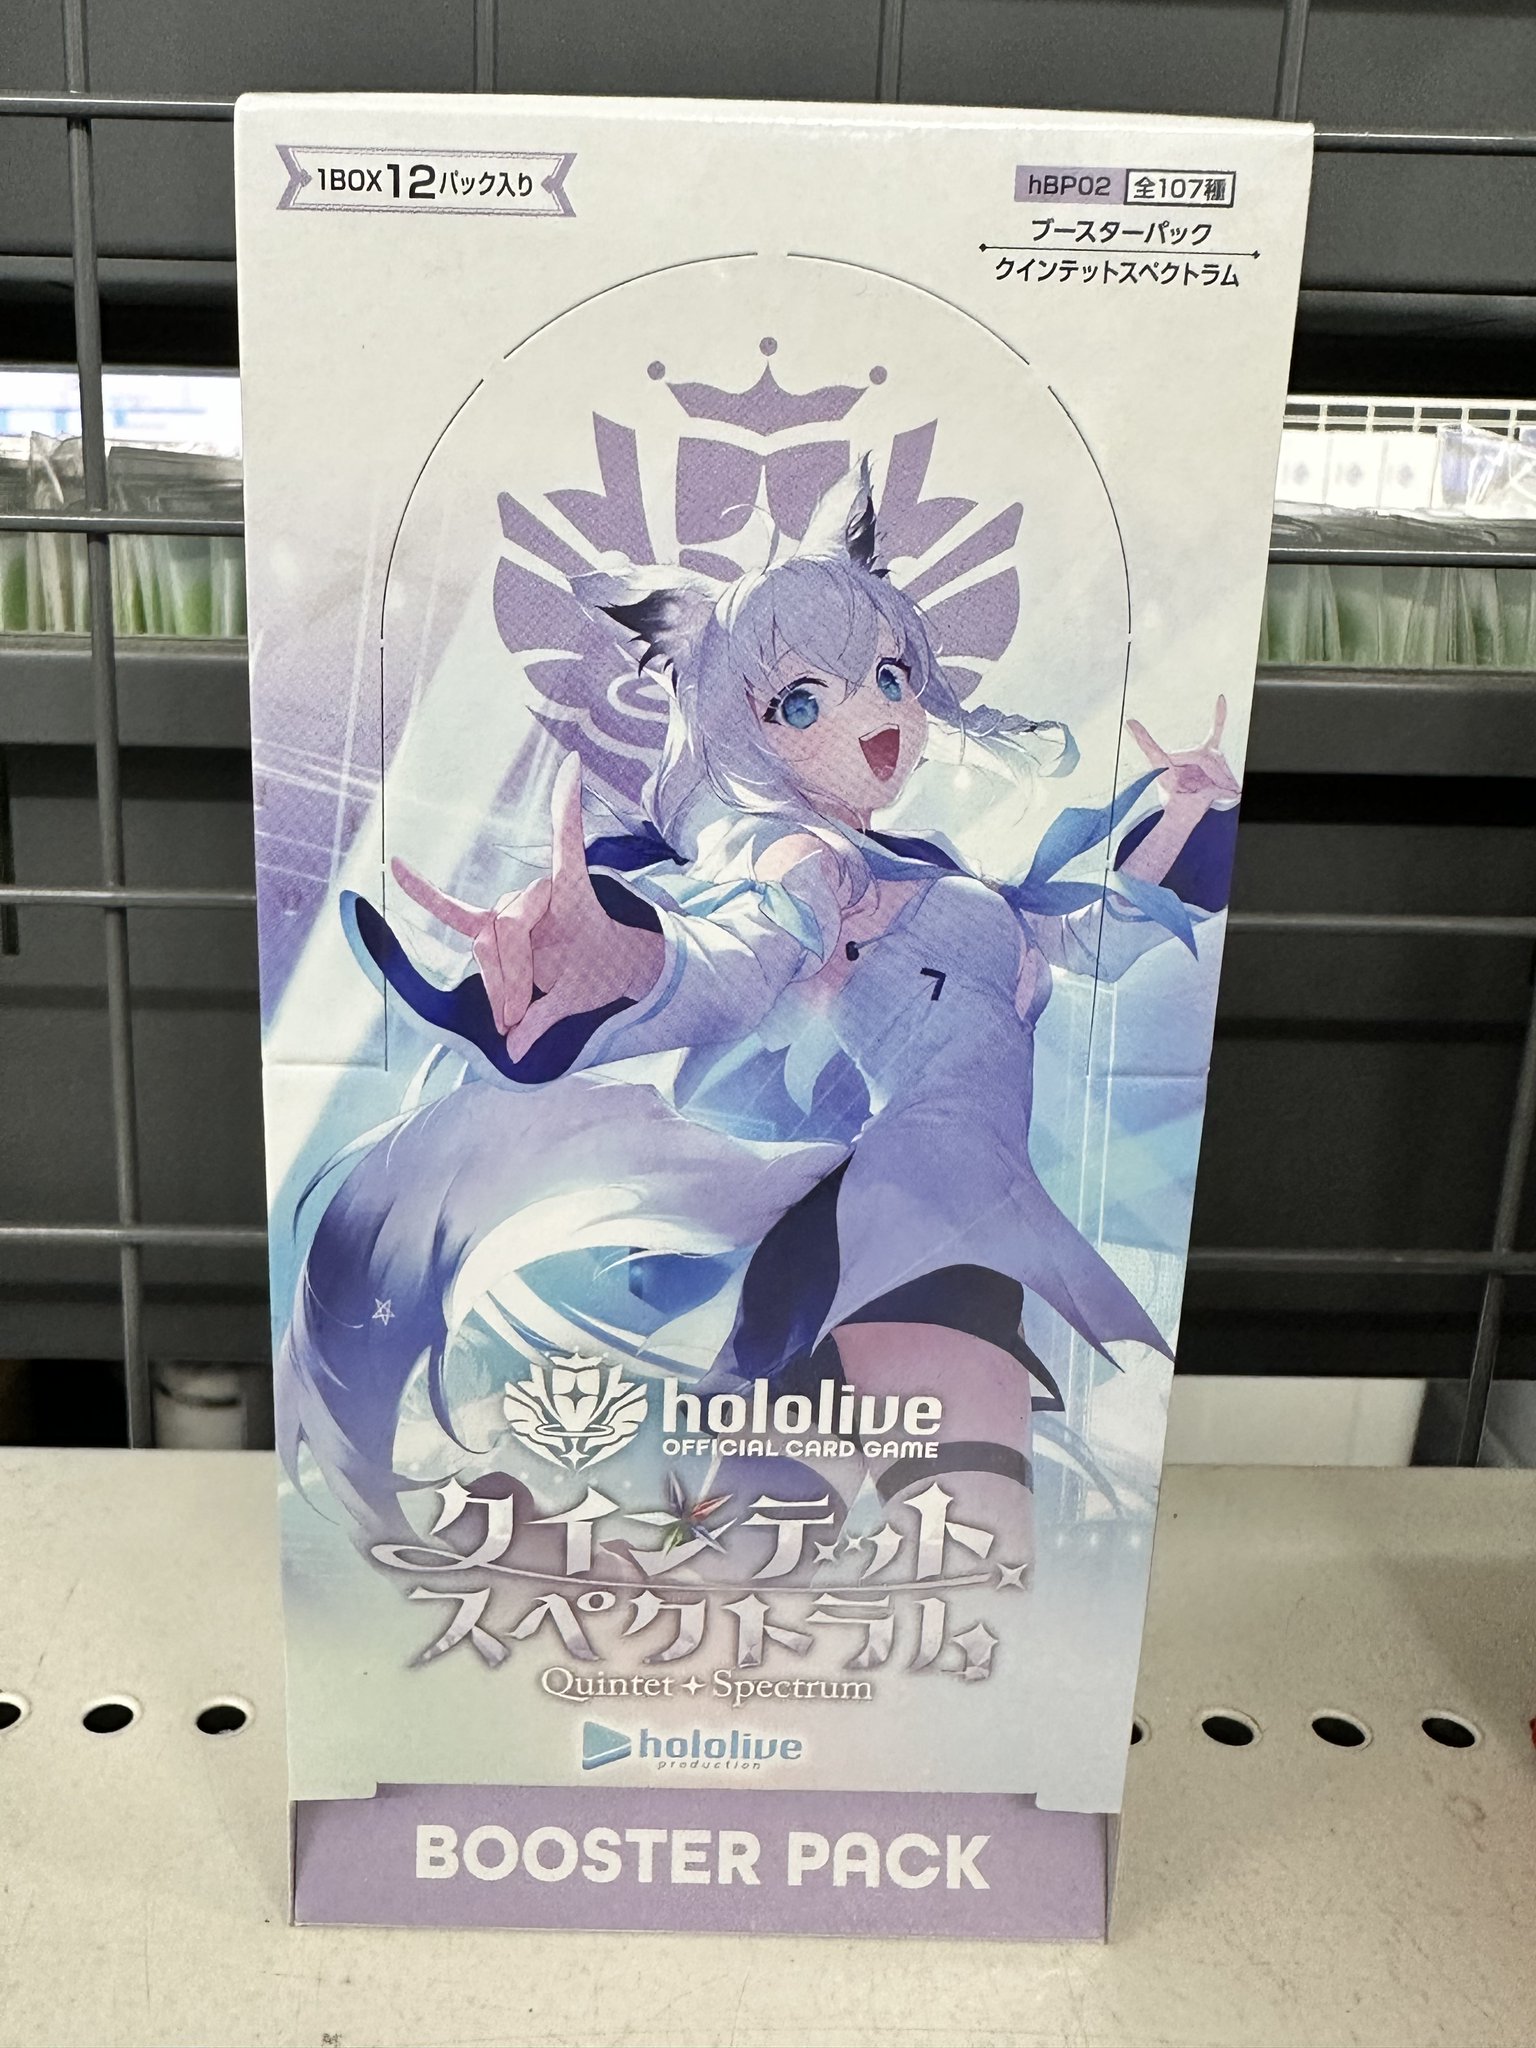 1BOX12パック入り
hBP02 全107種
ブースターパック
クインテットスペクトラム
7
hololive
OFFICIAL CARD GAME
クインテット
スペクトラム
Quintet Spectrum
hololive
production
BOOSTER PACK